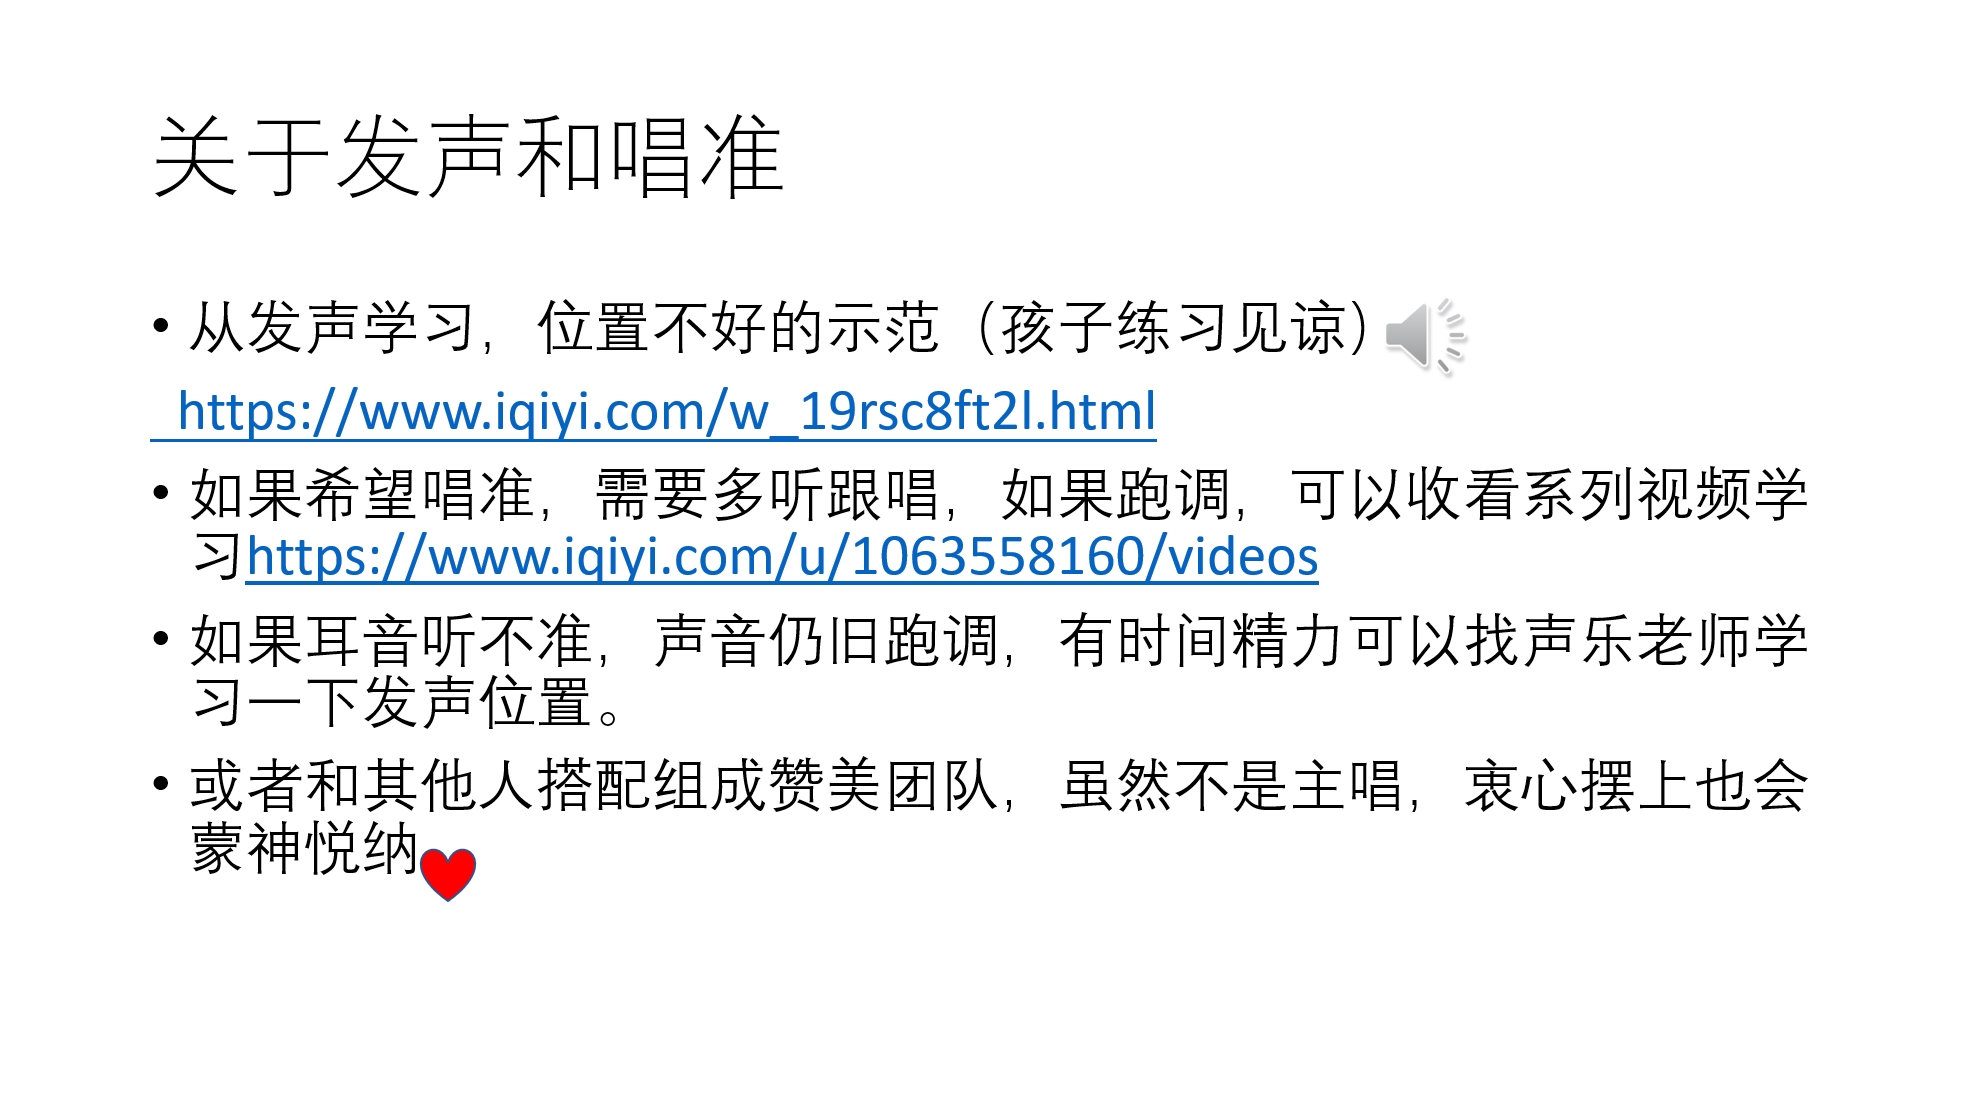 关于发声和唱准
• 从发声学习，位置不好的示范（孩子练习见谅）
https://www.iqiyi.com/w_19rsc8ft2l.html
• 如果希望唱准，需要多听跟唱，如果跑调，可以收看系列视频学
习https://www.iqiyi.com/u/1063558160/videos
• 如果耳音听不准，声音仍旧跑调，有时间精力可以找声乐老师学
习一下发声位置。
• 或者和其他人搭配组成赞美团队，虽然不是主唱，衷心摆上也会
蒙神悦纳